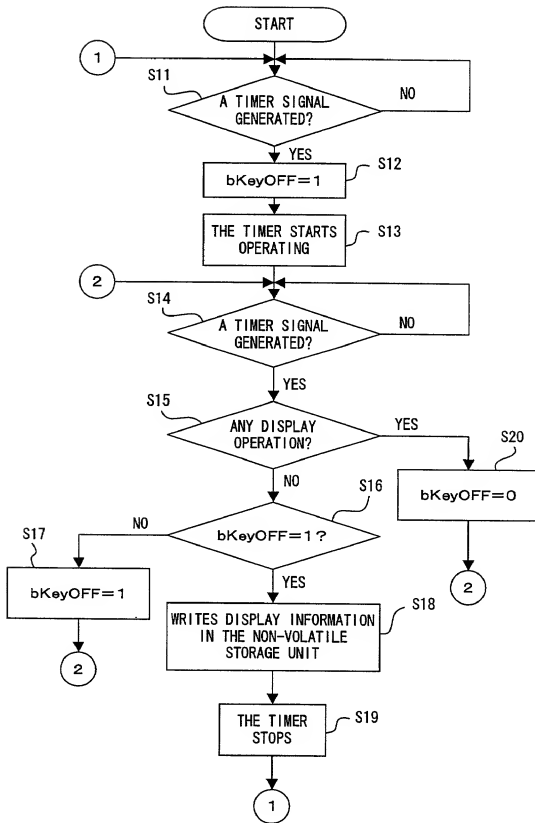 START
1
S11
A TIMER SIGNAL
GENERATED?
NO
YES
S12
bKeyOFF=1
S13
THE TIMER STARTS
OPERATING
2
S14
A TIMER SIGNAL
GENERATED?
NO
YES
S15
ANY DISPLAY
OPERATION?
YES
S20
NO
bKeyOFF=0
S16
NO
bKeyOFF=1?
S17
2
bKeyOFF=1
YES
S18
WRITES DISPLAY INFORMATION
IN THE NON-VOLATILE
STORAGE UNIT
2
S19
THE TIMER
STOPS
1